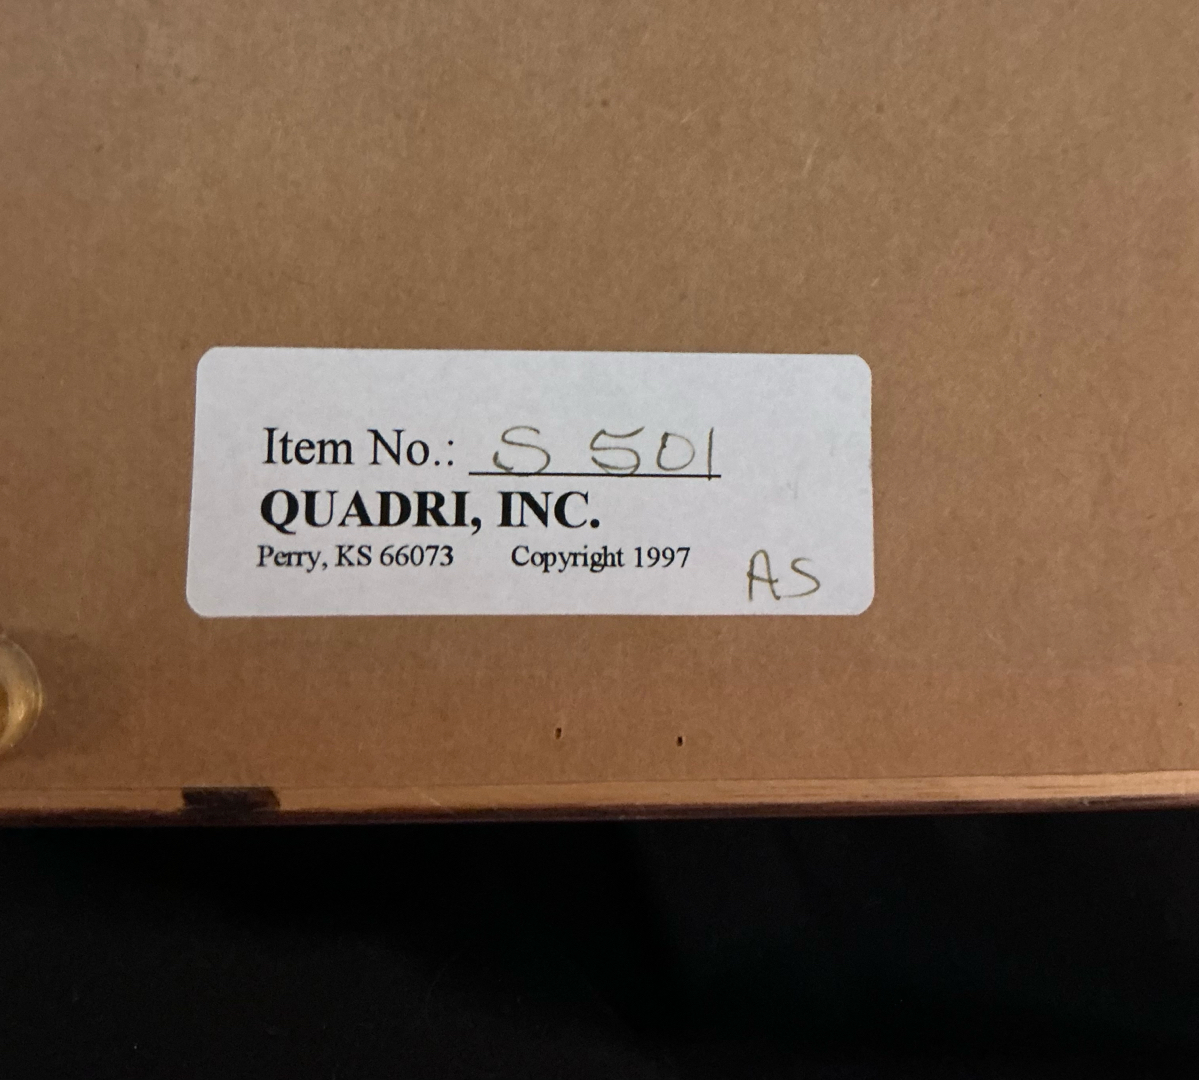 Item No.: S 501
QUADRI, INC.
Perry, KS 66073 Copyright 1997
AS